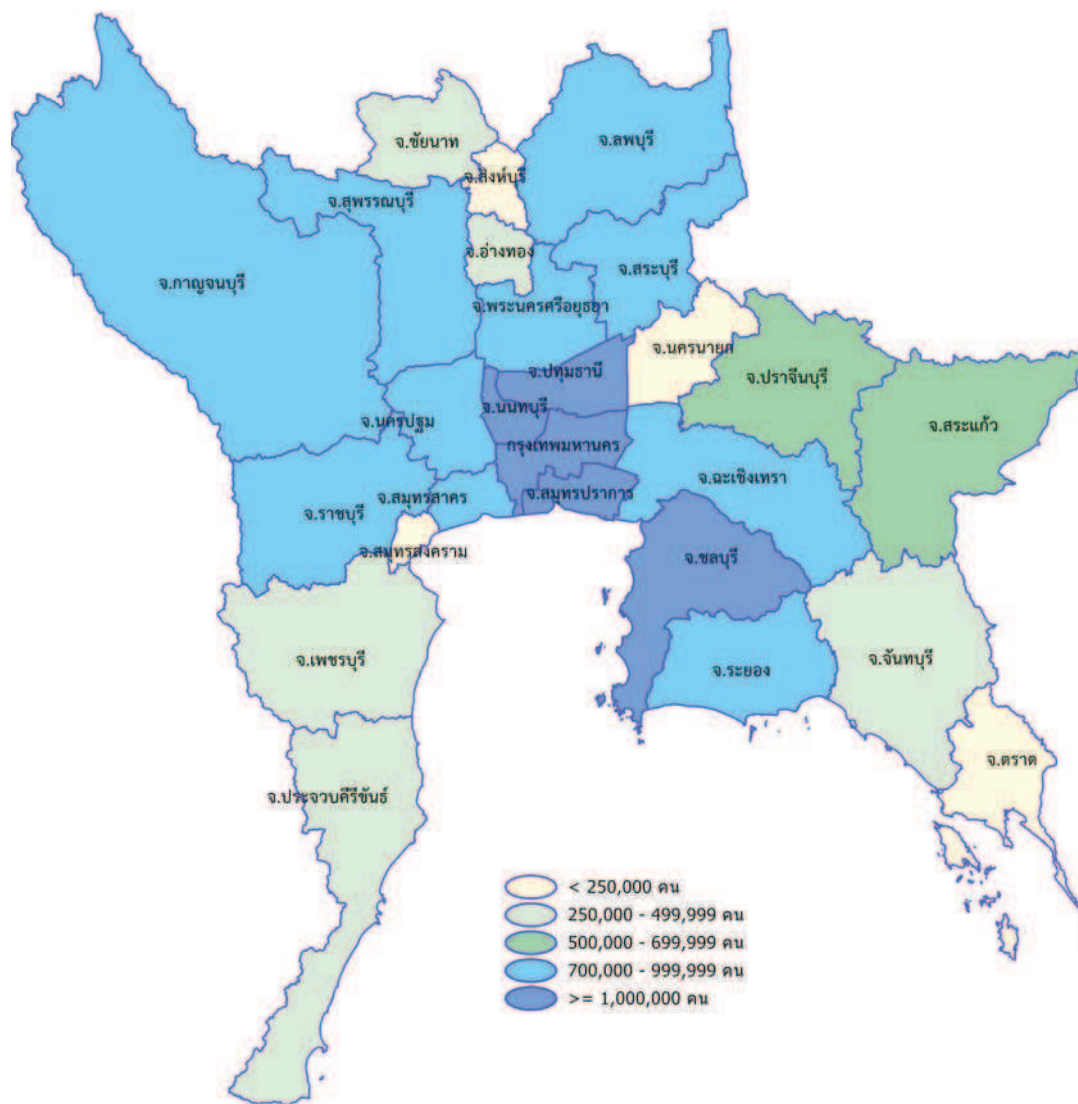 จ.ชัยนาท
จ.ลพบุรี
จ.สิงห์บุรี
จ.สุพรรณบุรี
จ.อ่างทอง
จ.สระบุรี
จ.กาญจนบุรี
จ.พระนครศรีอยุธยา
จ.นครนายก
จ.ปทุมธานี
จ.ปราจีนบุรี
จ.นนทบุรี
จ.นครปฐม
จ.สระแก้ว
กรุงเทพมหานคร
จ.ฉะเชิงเทรา
จ.สมุทรสาคร
จ.สมุทรปราการ
จ.ราชบุรี
จ.สมุทรสงคราม
จ.ชลบุรี
จ.เพชรบุรี
จ.จันทบุรี
จ.ระยอง
จ.ตราด
จ.ประจวบคีรีขันธ์
< 250,000 คน
250,000 - 499,999 คน
500,000 - 699,999 คน
700,000 - 999,999 คน
>= 1,000,000 คน